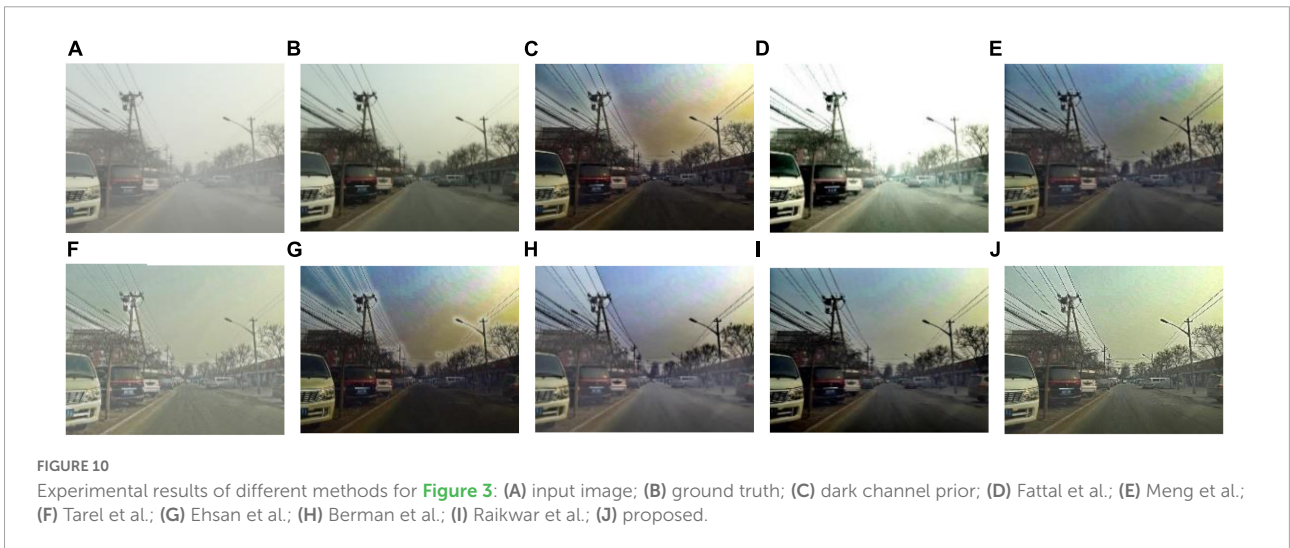 A B C D E
F G H I J
FIGURE 10
Experimental results of different methods for Figure 3: (A) input image; (B) ground truth; (C) dark channel prior; (D) Fattal et al.; (E) Meng et al.;
(F) Tarel et al.; (G) Ehsan et al.; (H) Berman et al.; (I) Raikwar et al.; (J) proposed.